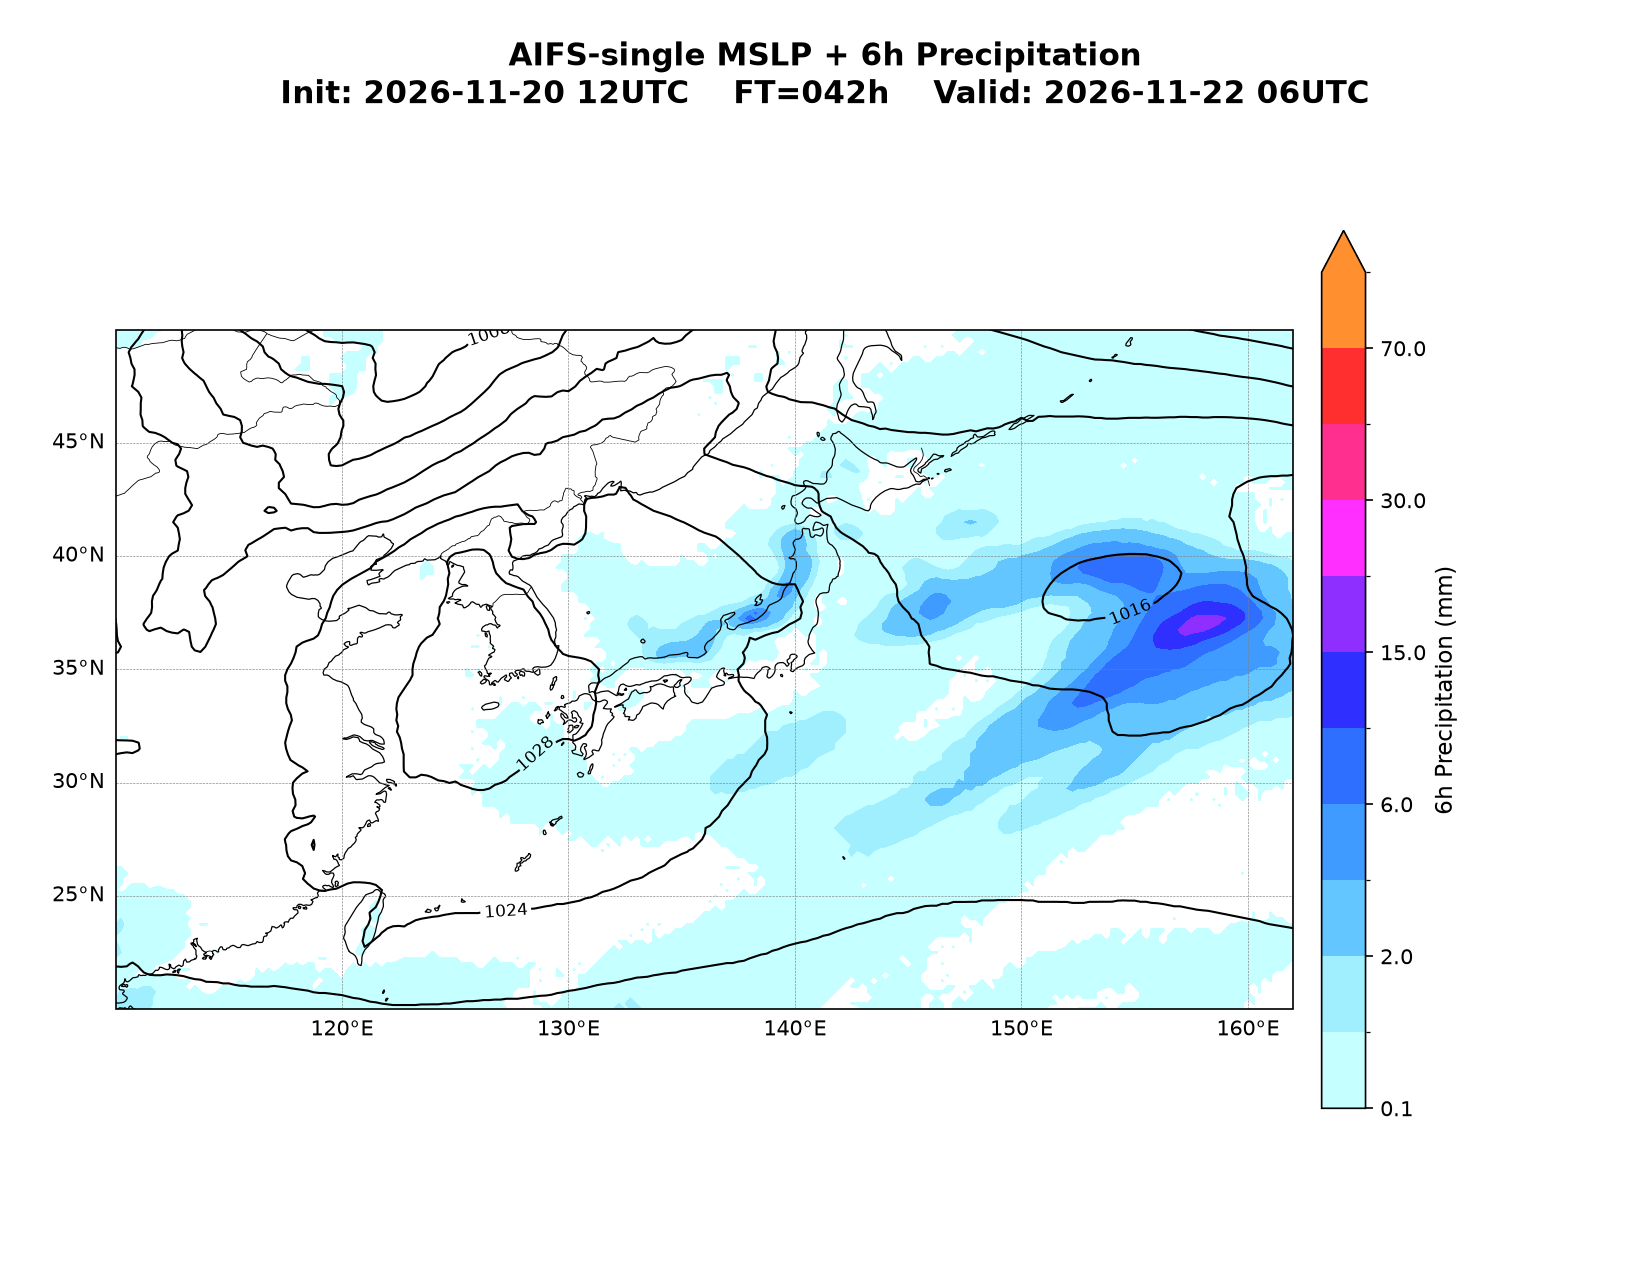 AIFS-single MSLP + 6h Precipitation
Init: 2026-11-20 12UTC    FT=042h    Valid: 2026-11-22 06UTC
45°N
40°N
35°N
30°N
25°N
120°E
130°E
140°E
150°E
160°E
1016
1028
1024
70.0
30.0
15.0
6.0
2.0
0.1
6h Precipitation (mm)